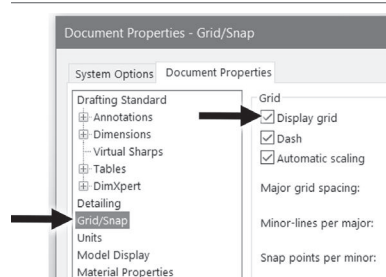 Document Properties - Grid/Snap
System Options
Document Properties
Drafting Standard
Annotations
Dimensions
Virtual Sharps
Tables
DimXpert
Detailing
Grid/Snap
Units
Model Display
Material Properties
Grid
Display grid
Dash
Automatic scaling
Major grid spacing:
Minor-lines per major:
Snap points per minor: